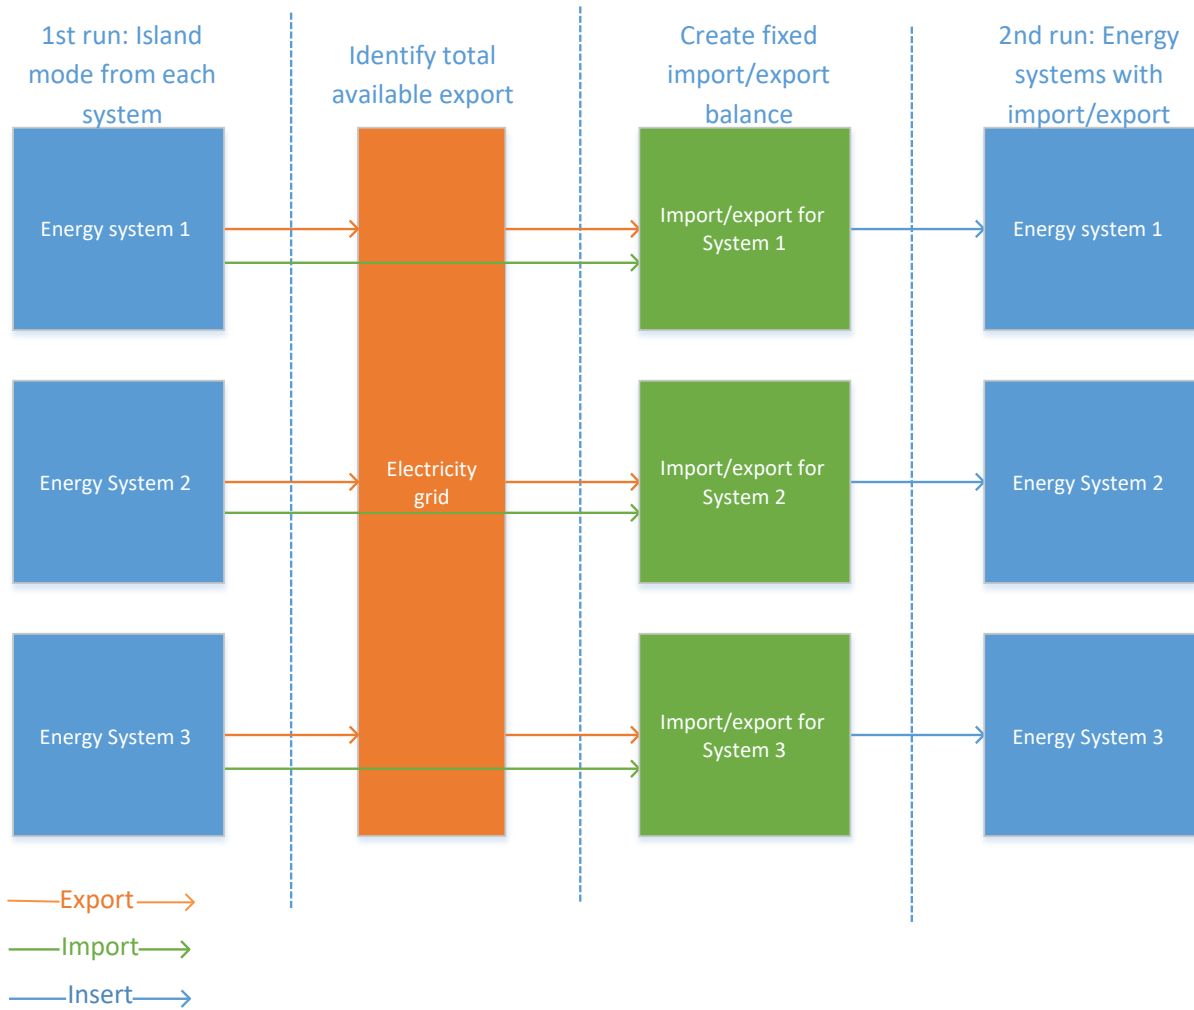 1st run: Island
mode from each
system
Identify total
available export
Create fixed
import/export
balance
2nd run: Energy
systems with
import/export
Energy system 1
Import/export for
System 1
Energy system 1
Energy System 2
Electricity
grid
Import/export for
System 2
Energy System 2
Energy System 3
Import/export for
System 3
Energy System 3
Export
Import
Insert